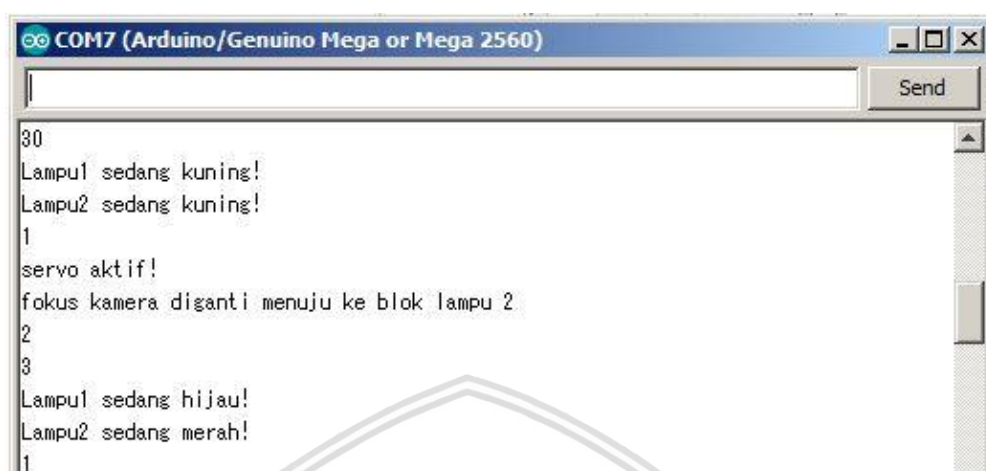 COM7 (Arduino/Genuino Mega or Mega 2560)
Send
30
Lampu1 sedang kuning!
Lampu2 sedang kuning!
1
servo aktif!
fokus kamera diganti menuju ke blok lampu 2
2
3
Lampu1 sedang hijau!
Lampu2 sedang merah!
1